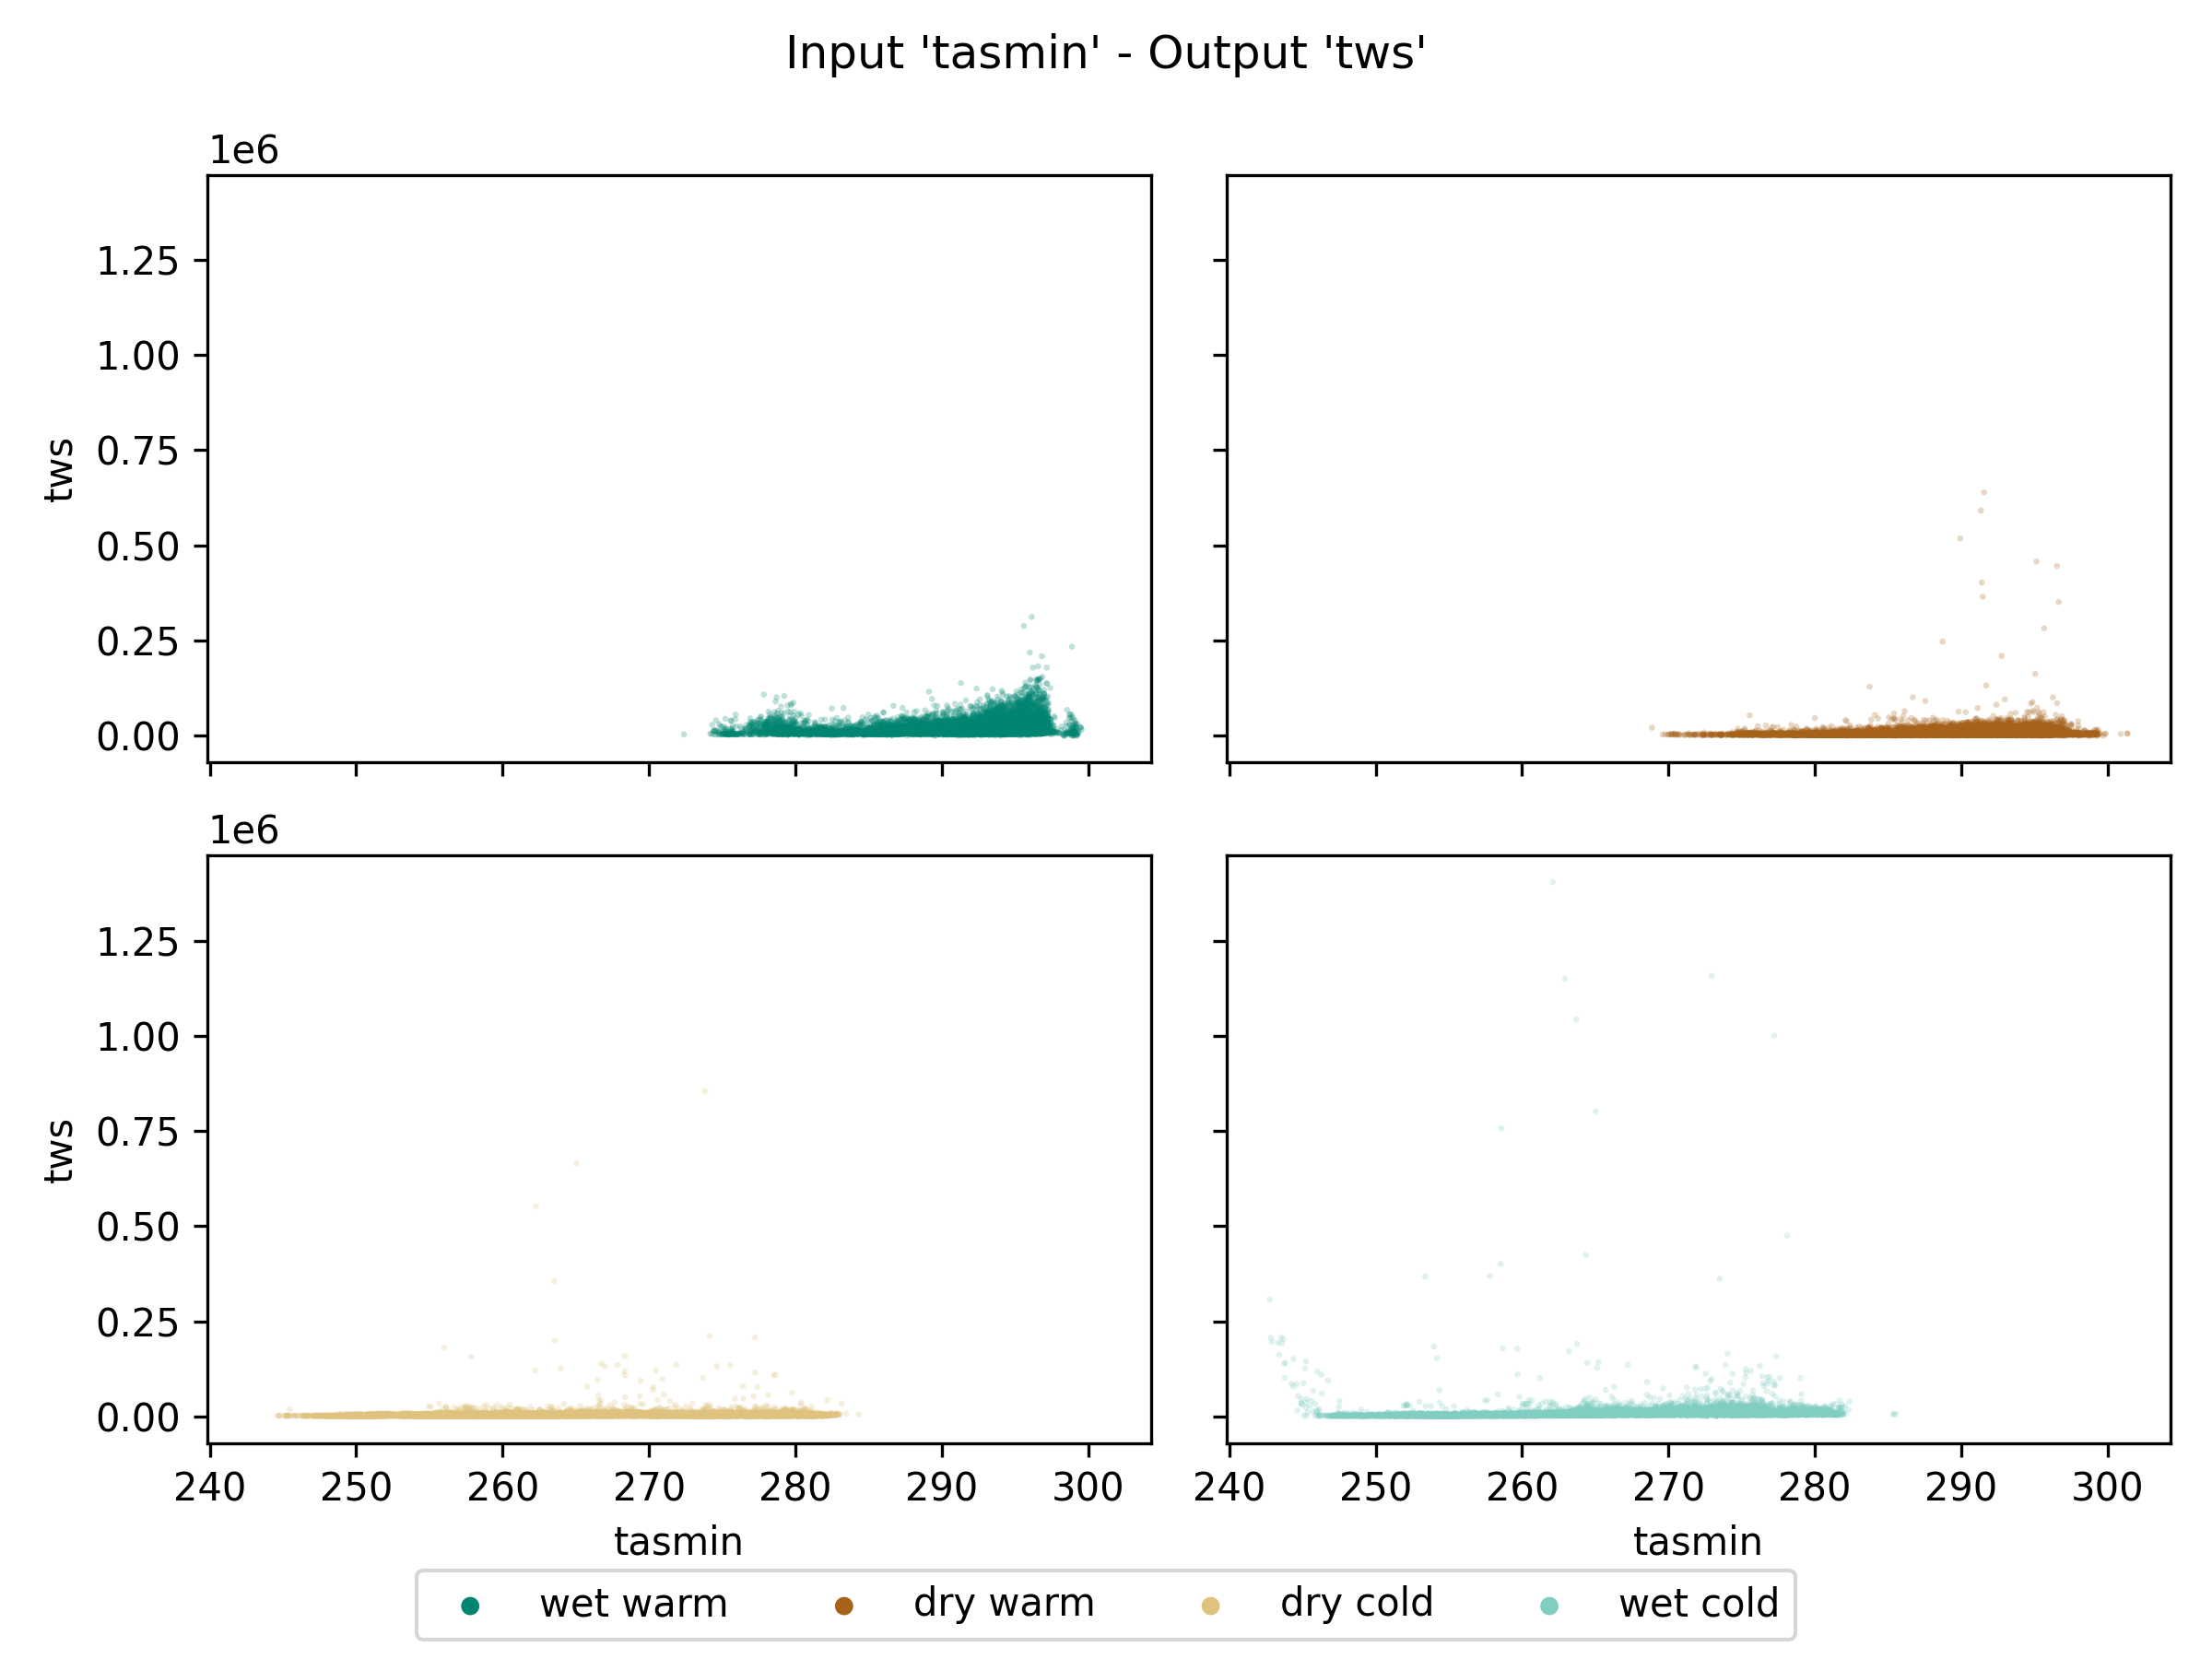 Input 'tasmin' - Output 'tws'
1e6
1.25
1.00
0.75
0.50
0.25
0.00
tws
1e6
1.25
1.00
0.75
0.50
0.25
0.00
tws
240 250 260 270 280 290 300
240 250 260 270 280 290 300
tasmin
tasmin
wet warm dry warm dry cold wet cold